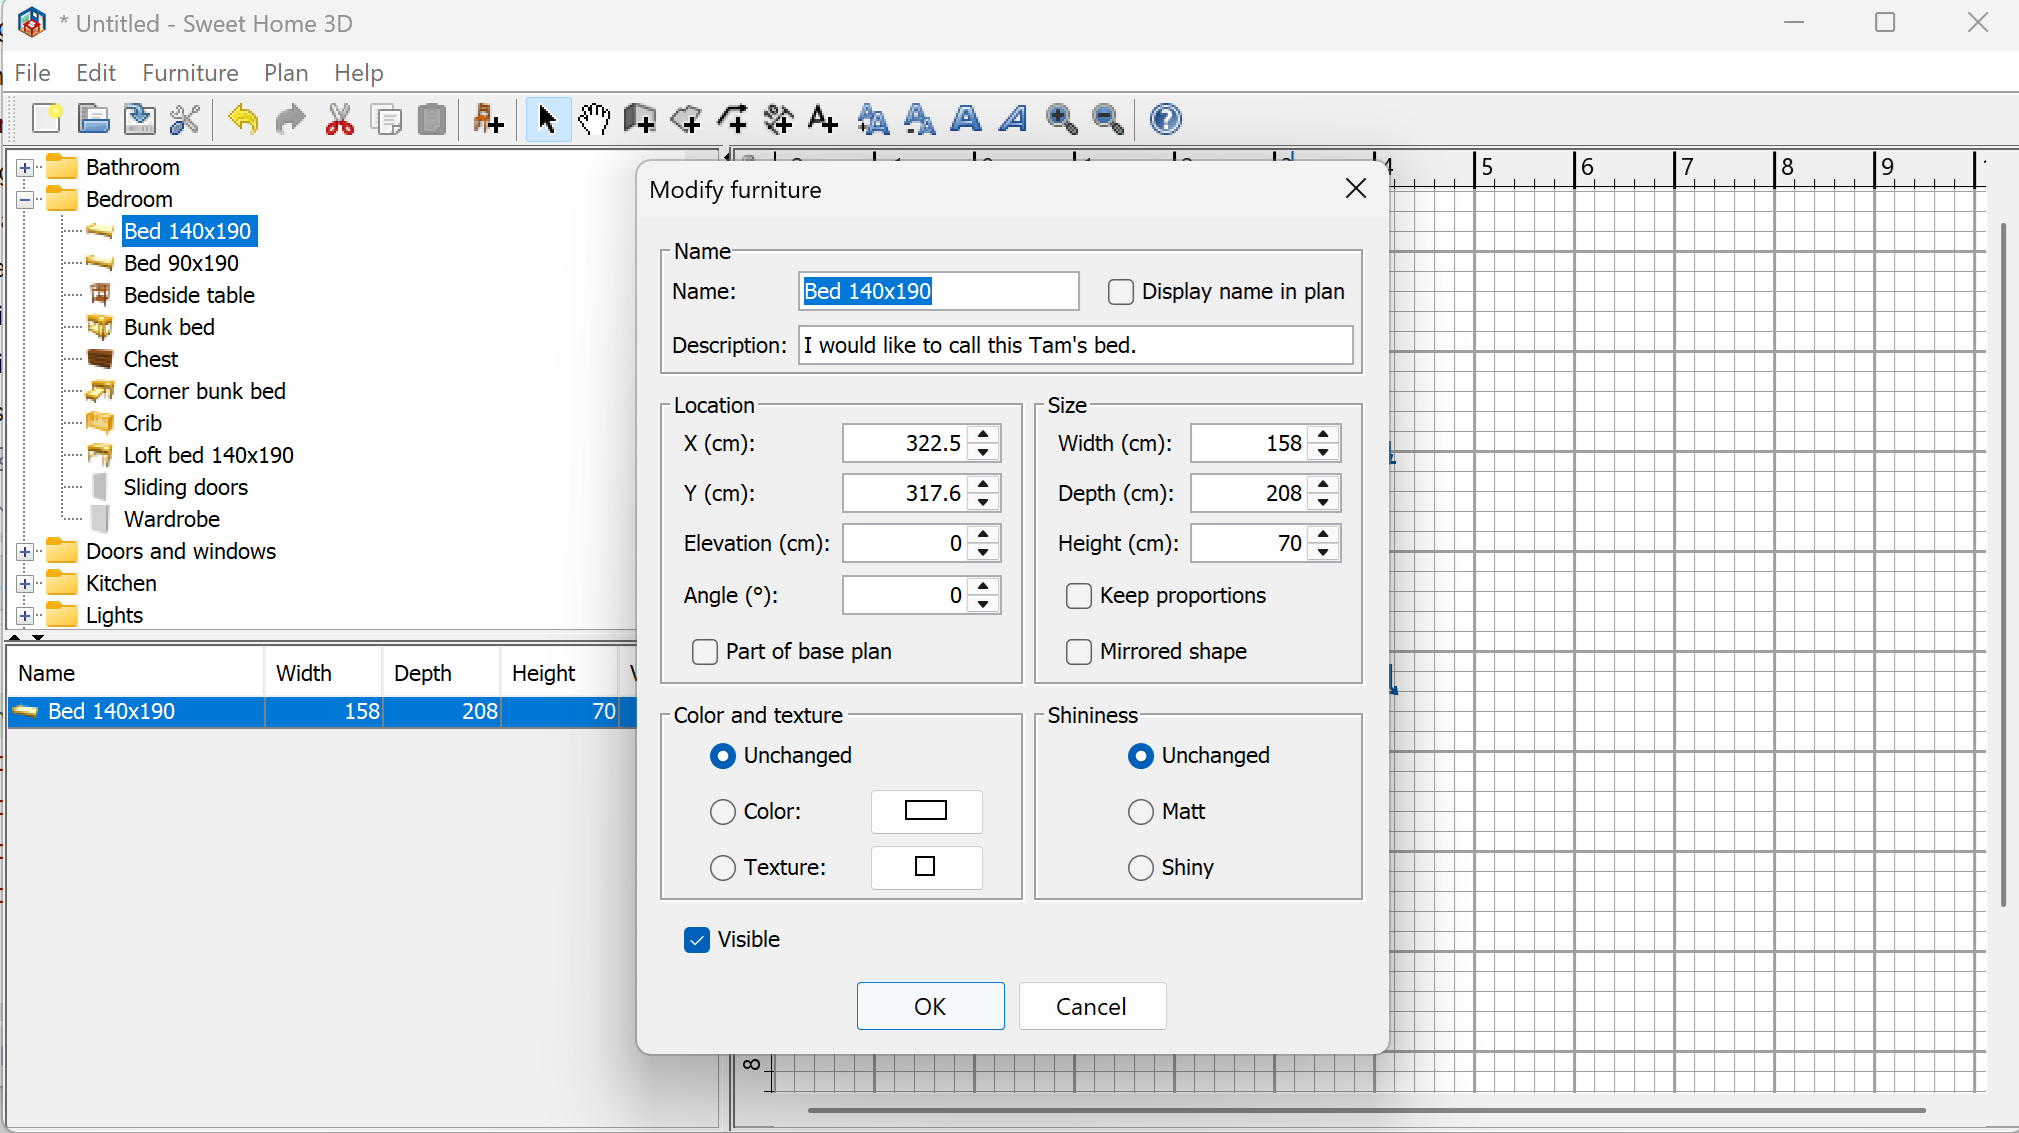 * Untitled - Sweet Home 3D
File Edit Furniture Plan Help
Bathroom
Bedroom
Bed 140x190
Bed 90x190
Bedside table
Bunk bed
Chest
Corner bunk bed
Crib
Loft bed 140x190
Sliding doors
Wardrobe
Doors and windows
Kitchen
Lights
Name Width Depth Height
Bed 140x190 158 208 70
5 6 7 8 9
8
Modify furniture
Name
Name: Bed 140x190 Display name in plan
Description: I would like to call this Tam's bed.
Location
X (cm): 322.5
Y (cm): 317.6
Elevation (cm): 0
Angle (°): 0
Part of base plan
Size
Width (cm): 158
Depth (cm): 208
Height (cm): 70
Keep proportions
Mirrored shape
Color and texture
Unchanged
Color:
Texture:
Shininess
Unchanged
Matt
Shiny
Visible
OK Cancel